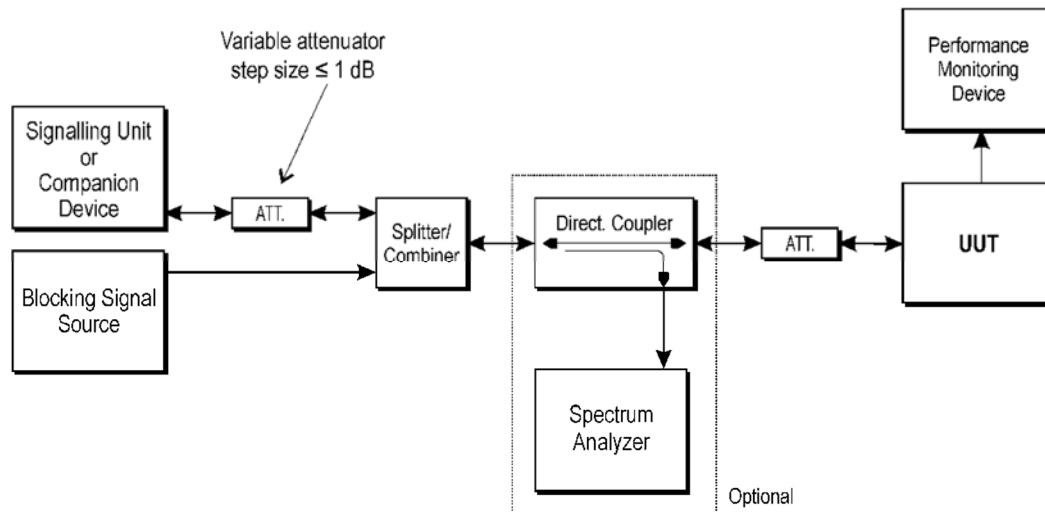 Variable attenuator
step size ≤ 1 dB
Signalling Unit
or
Companion
Device
ATT.
Blocking Signal
Source
Splitter/
Combiner
Direct. Coupler
Spectrum
Analyzer
Optional
ATT.
Performance
Monitoring
Device
UUT